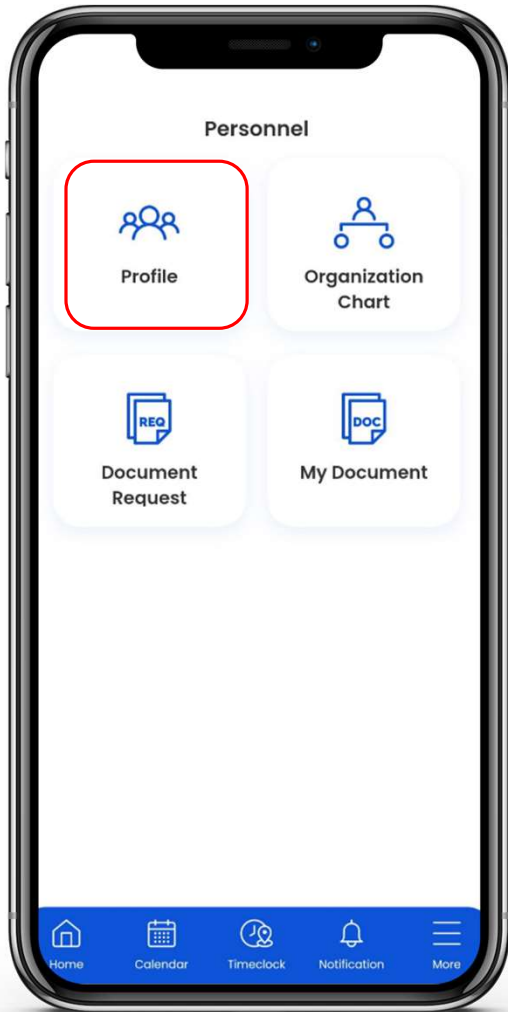 Personnel
Profile
Organization
Chart
REQ
DOC
Document
Request
My Document
Home
Calendar
Timeclock
Notification
More